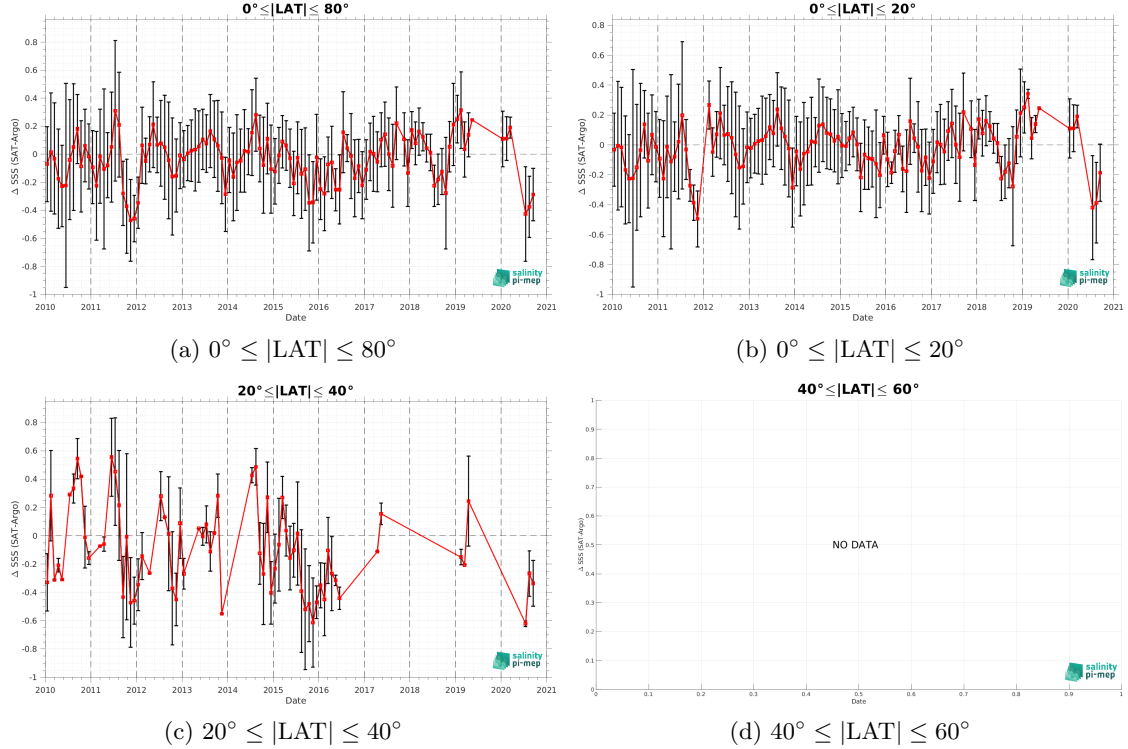 0°≤|LAT|≤ 80°
Δ SSS (SAT-Argo)
0.8
0.6
0.4
0.2
0
-0.2
-0.4
-0.6
-0.8
-1
2010 2011 2012 2013 2014 2015 2016 2017 2018 2019 2020 2021
Date
salinity
pi-mep
(a) 0° ≤ |LAT| ≤ 80°
0°≤|LAT|≤ 20°
Δ SSS (SAT-Argo)
0.8
0.6
0.4
0.2
0
-0.2
-0.4
-0.6
-0.8
-1
2010 2011 2012 2013 2014 2015 2016 2017 2018 2019 2020 2021
Date
salinity
pi-mep
(b) 0° ≤ |LAT| ≤ 20°
20°≤|LAT|≤ 40°
Δ SSS (SAT-Argo)
0.8
0.6
0.4
0.2
0
-0.2
-0.4
-0.6
-0.8
-1
2010 2011 2012 2013 2014 2015 2016 2017 2018 2019 2020 2021
Date
salinity
pi-mep
(c) 20° ≤ |LAT| ≤ 40°
40°≤|LAT|≤ 60°
Δ SSS (SAT-Argo)
1
0.9
0.8
0.7
0.6
0.5
0.4
0.3
0.2
0.1
0
NO DATA
0 0.1 0.2 0.3 0.4 0.5 0.6 0.7 0.8 0.9 1
Date
salinity
pi-mep
(d) 40° ≤ |LAT| ≤ 60°